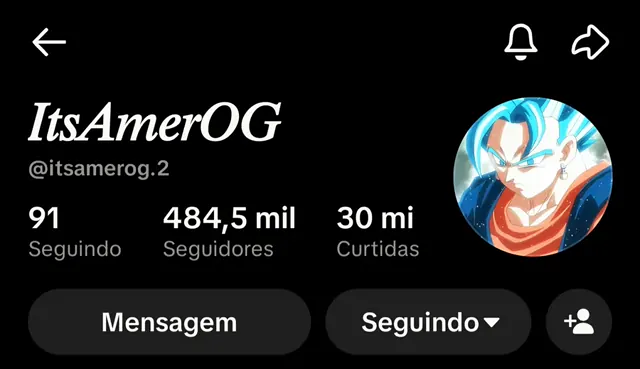 ItsAmerOG
@itsamerog.2
91 484,5 mil 30 mi
Seguindo Seguidores Curtidas
Mensagem Seguindo